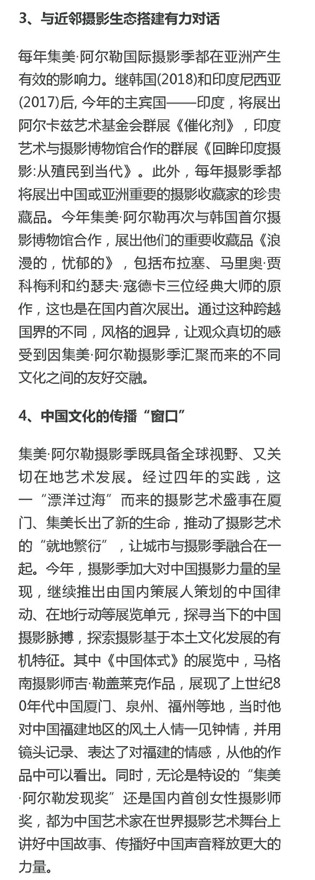 3、与近邻摄影生态搭建有力对话
每年集美·阿尔勒国际摄影季都在亚洲产生
有效的影响力。继韩国(2018)和印度尼西亚
(2017)后, 今年的主宾国——印度，将展出
阿尔卡兹艺术基金会群展《催化剂》，印度
艺术与摄影博物馆合作的群展《回眸印度摄
影:从殖民到当代》。此外，每年摄影季都
将展出中国或亚洲重要的摄影收藏家的珍贵
藏品。今年集美·阿尔勒再次与韩国首尔摄
影博物馆合作，展出他们的重要收藏品《浪
漫的，忧郁的》，包括布拉塞、马里奥·贾
科梅利和约瑟夫·寇德卡三位经典大师的原
作，这也是在国内首次展出。通过这种跨越
国界的不同，风格的迥异，让观众真切的感
受到因集美·阿尔勒摄影季汇聚而来的不同
文化之间的友好交融。
4、中国文化的传播“窗口”
集美·阿尔勒摄影季既具备全球视野、又关
切在地艺术发展。经过四年的实践，这
一“漂洋过海”而来的摄影艺术盛事在厦
门、集美长出了新的生命，推动了摄影艺术
的“就地繁衍”，让城市与摄影季融合在一
起。今年，摄影季加大对中国摄影力量的呈
现，继续推出由国内策展人策划的中国律
动、在地行动等展览单元，探寻当下的中国
摄影脉搏，探索摄影基于本土文化发展的有
机特征。其中《中国体式》的展览中，马格
南摄影师吉·勒盖莱克作品，展现了上世纪8
0年代中国厦门、泉州、福州等地，当时他
对中国福建地区的风土人情一见钟情，并用
镜头记录、表达了对福建的情感，从他的作
品中可以看出。同时，无论是特设的“集美
·阿尔勒发现奖”还是国内首创女性摄影师
奖，都为中国艺术家在世界摄影艺术舞台上
讲好中国故事、传播好中国声音释放更大的
力量。